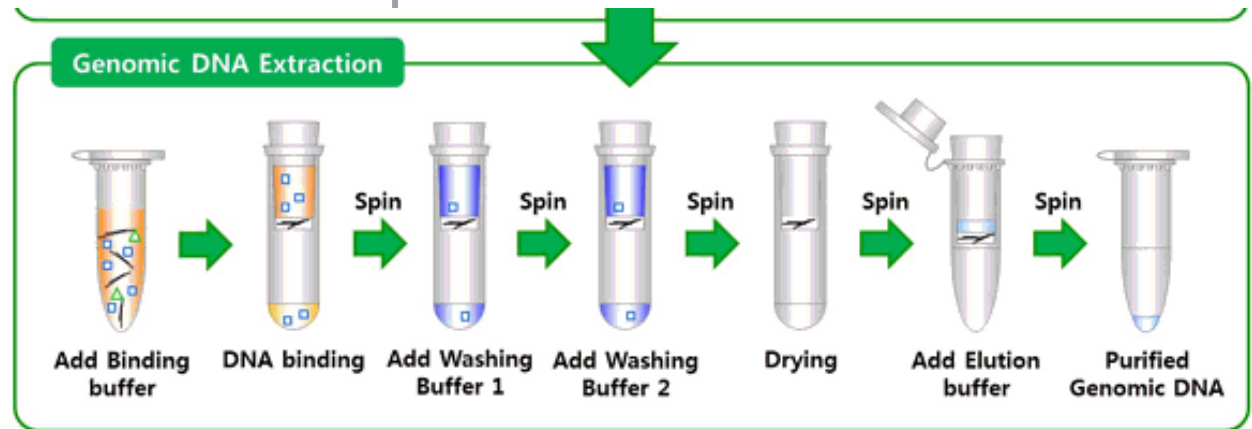 Genomic DNA Extraction
Spin
Spin
Spin
Spin
Spin
Add Binding
buffer
DNA binding
Add Washing
Buffer 1
Add Washing
Buffer 2
Drying
Add Elution
buffer
Purified
Genomic DNA